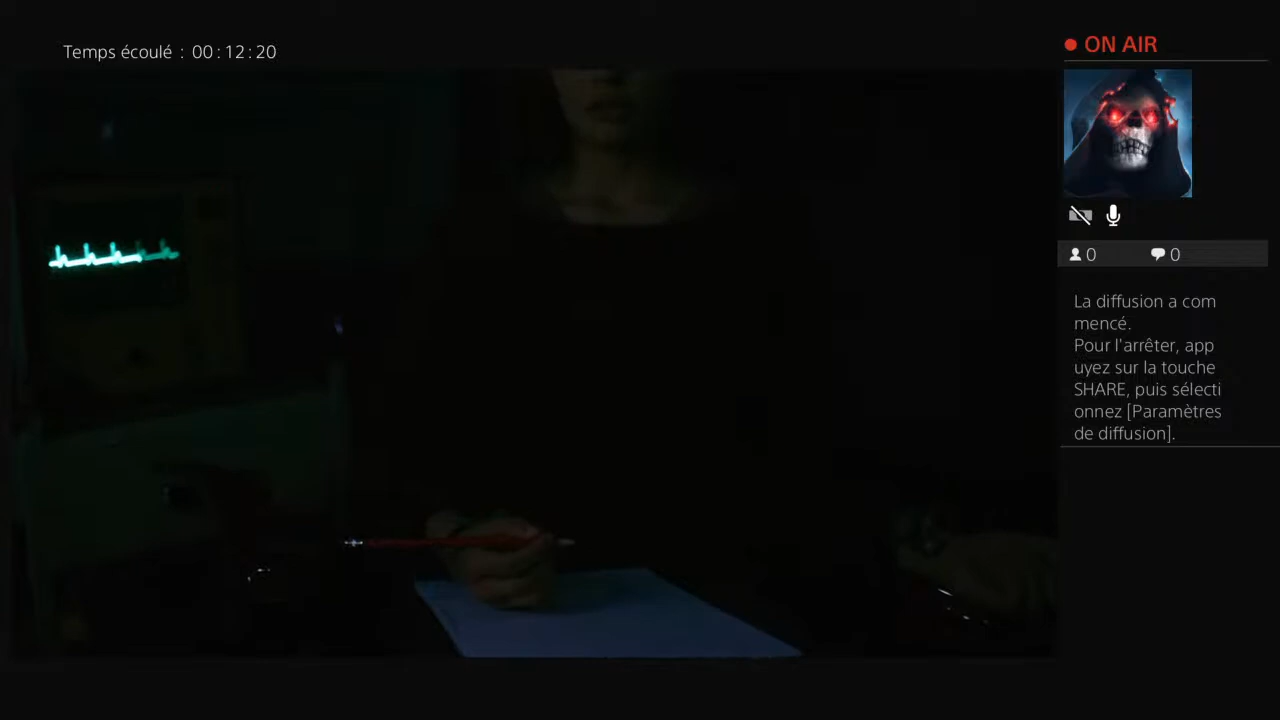 Temps écoulé : 00:12:20
ON AIR
0
0
La diffusion a com
mencé.
Pour l'arrêter, app
uyez sur la touche
SHARE, puis sélecti
onnez [Paramètres
de diffusion].